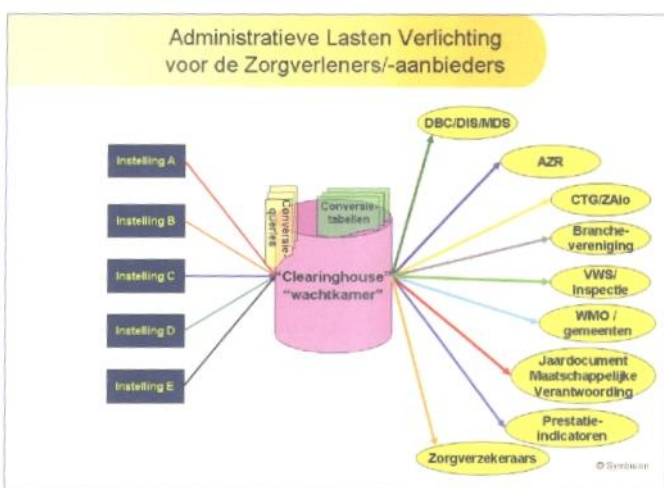 Administratieve Lasten Verlichting
voor de Zorgverleners/-aanbieders
Instelling A
Instelling B
Instelling C
Instelling D
Instelling E
Conversie-
queries
Conversie-
tabellen
"Clearinghouse"
"wachtkamer"
DBC/DIS/MDS
AZR
CTG/ZAio
Branche-
vereniging
VWS/
Inspectie
WMO /
gemeenten
Jaardocument
Maatschappelijke
Verantwoording
Prestatie-
indicatoren
Zorgverzekeraars